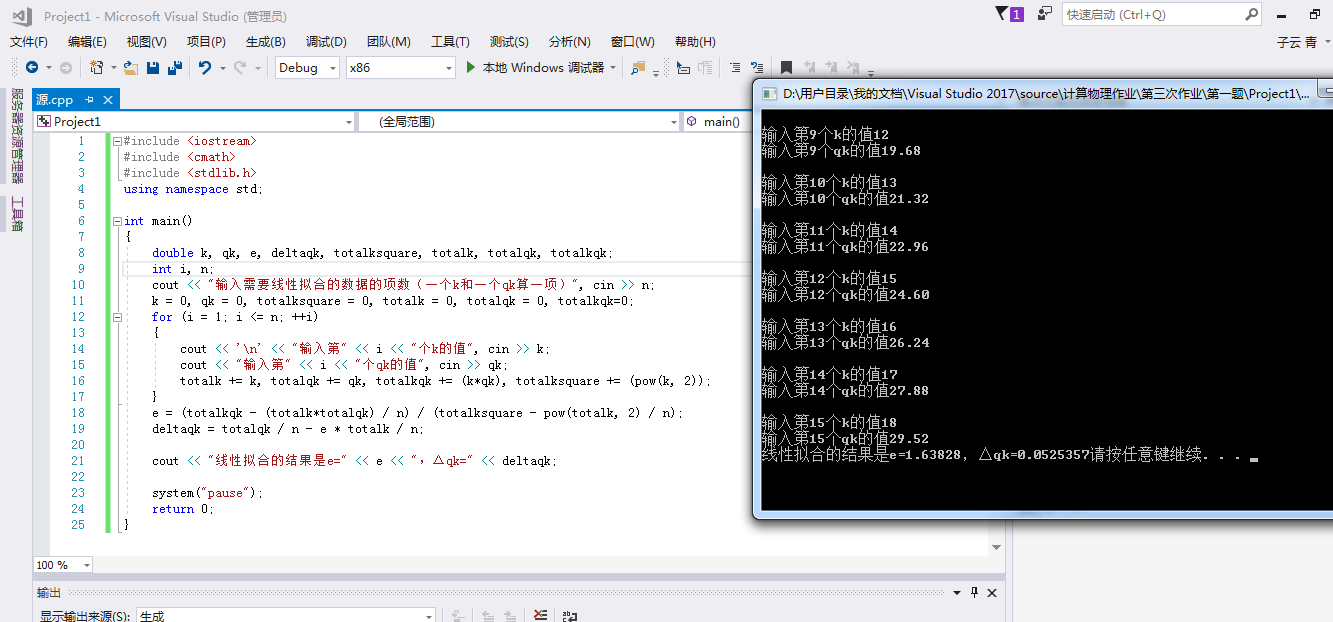 Project1 - Microsoft Visual Studio (管理员)
1
快速启动 (Ctrl+Q)
文件(F) 编辑(E) 视图(V) 项目(P) 生成(B) 调试(D) 团队(M) 工具(T) 测试(S) 分析(N) 窗口(W) 帮助(H)
子云 青
Debug x86 本地 Windows 调试器
服务器资源管理器
工具箱
源.cpp
Project1 (全局范围) main()
1 #include <iostream>
2 #include <cmath>
3 #include <stdlib.h>
4 using namespace std;
5
6 int main()
7 {
8 double k, qk, e, deltaqk, totalksquare, totalk, totalqk, totalkqk;
9 int i, n;
10 cout << "输入需要线性拟合的数据的项数（一个k和一个qk算一项）", cin >> n;
11 k = 0, qk = 0, totalksquare = 0, totalk = 0, totalqk = 0, totalkqk=0;
12 for (i = 1; i <= n; ++i)
13 {
14 cout << '\n' << "输入第" << i << "个k的值", cin >> k;
15 cout << "输入第" << i << "个qk的值", cin >> qk;
16 totalk += k, totalqk += qk, totalkqk += (k*qk), totalksquare += (pow(k, 2));
17 }
18 e = (totalkqk - (totalk*totalqk) / n) / (totalksquare - pow(totalk, 2) / n);
19 deltaqk = totalqk / n - e * totalk / n;
20
21 cout << "线性拟合的结果是e=" << e << "，△qk=" << deltaqk;
22
23 system("pause");
24 return 0;
25 }
100 %
输出
显示输出来源(S): 生成
D:\用户目录\我的文档\Visual Studio 2017\source\计算物理作业\第三次作业\第一题\Project1\...
输入第9个k的值12
输入第9个qk的值19.68
输入第10个k的值13
输入第10个qk的值21.32
输入第11个k的值14
输入第11个qk的值22.96
输入第12个k的值15
输入第12个qk的值24.60
输入第13个k的值16
输入第13个qk的值26.24
输入第14个k的值17
输入第14个qk的值27.88
输入第15个k的值18
输入第15个qk的值29.52
线性拟合的结果是e=1.63828，△qk=0.0525357请按任意键继续. . .